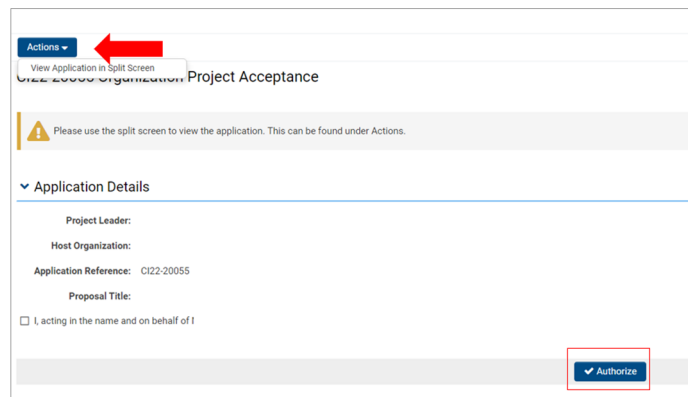 Actions
View Application in Split Screen
Project Acceptance
Please use the split screen to view the application. This can be found under Actions.
Application Details
Project Leader:
Host Organization:
Application Reference: CI22-20055
Proposal Title:
I, acting in the name and on behalf of
Authorize